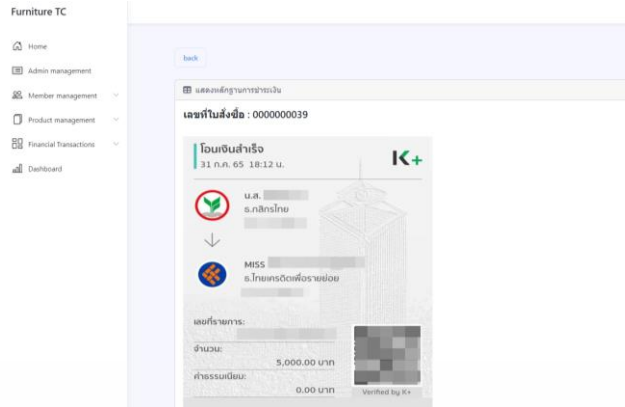 Furniture TC
Home
Admin management
Member management
Product management
Financial Transactions
Dashboard
back
แสดงหลักฐานการชำระเงิน
เลขที่ใบสั่งซื้อ : 0000000039
โอนเงินสำเร็จ
31 ก.ค. 65 18:12 น.
K+
น.ส.
ธ.กสิกรไทย
MISS
ธ.ไทยเครดิตเพื่อรายย่อย
เลขที่รายการ:
จำนวน:
5,000.00 บาท
ค่าธรรมเนียม:
0.00 บาท
Verified by K+